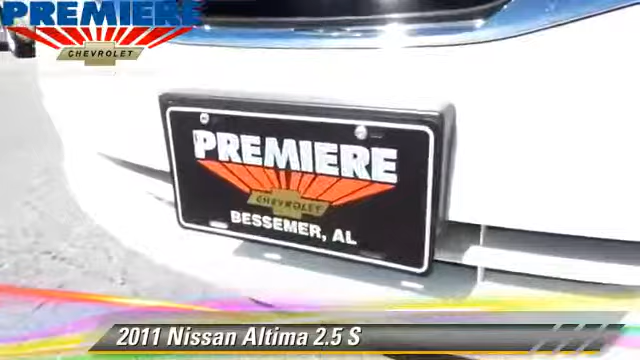 PREMIERE
CHEVROLET
PREMIERE
CHEVROLET
BESSEMER, AL
2011 Nissan Altima 2.5 S